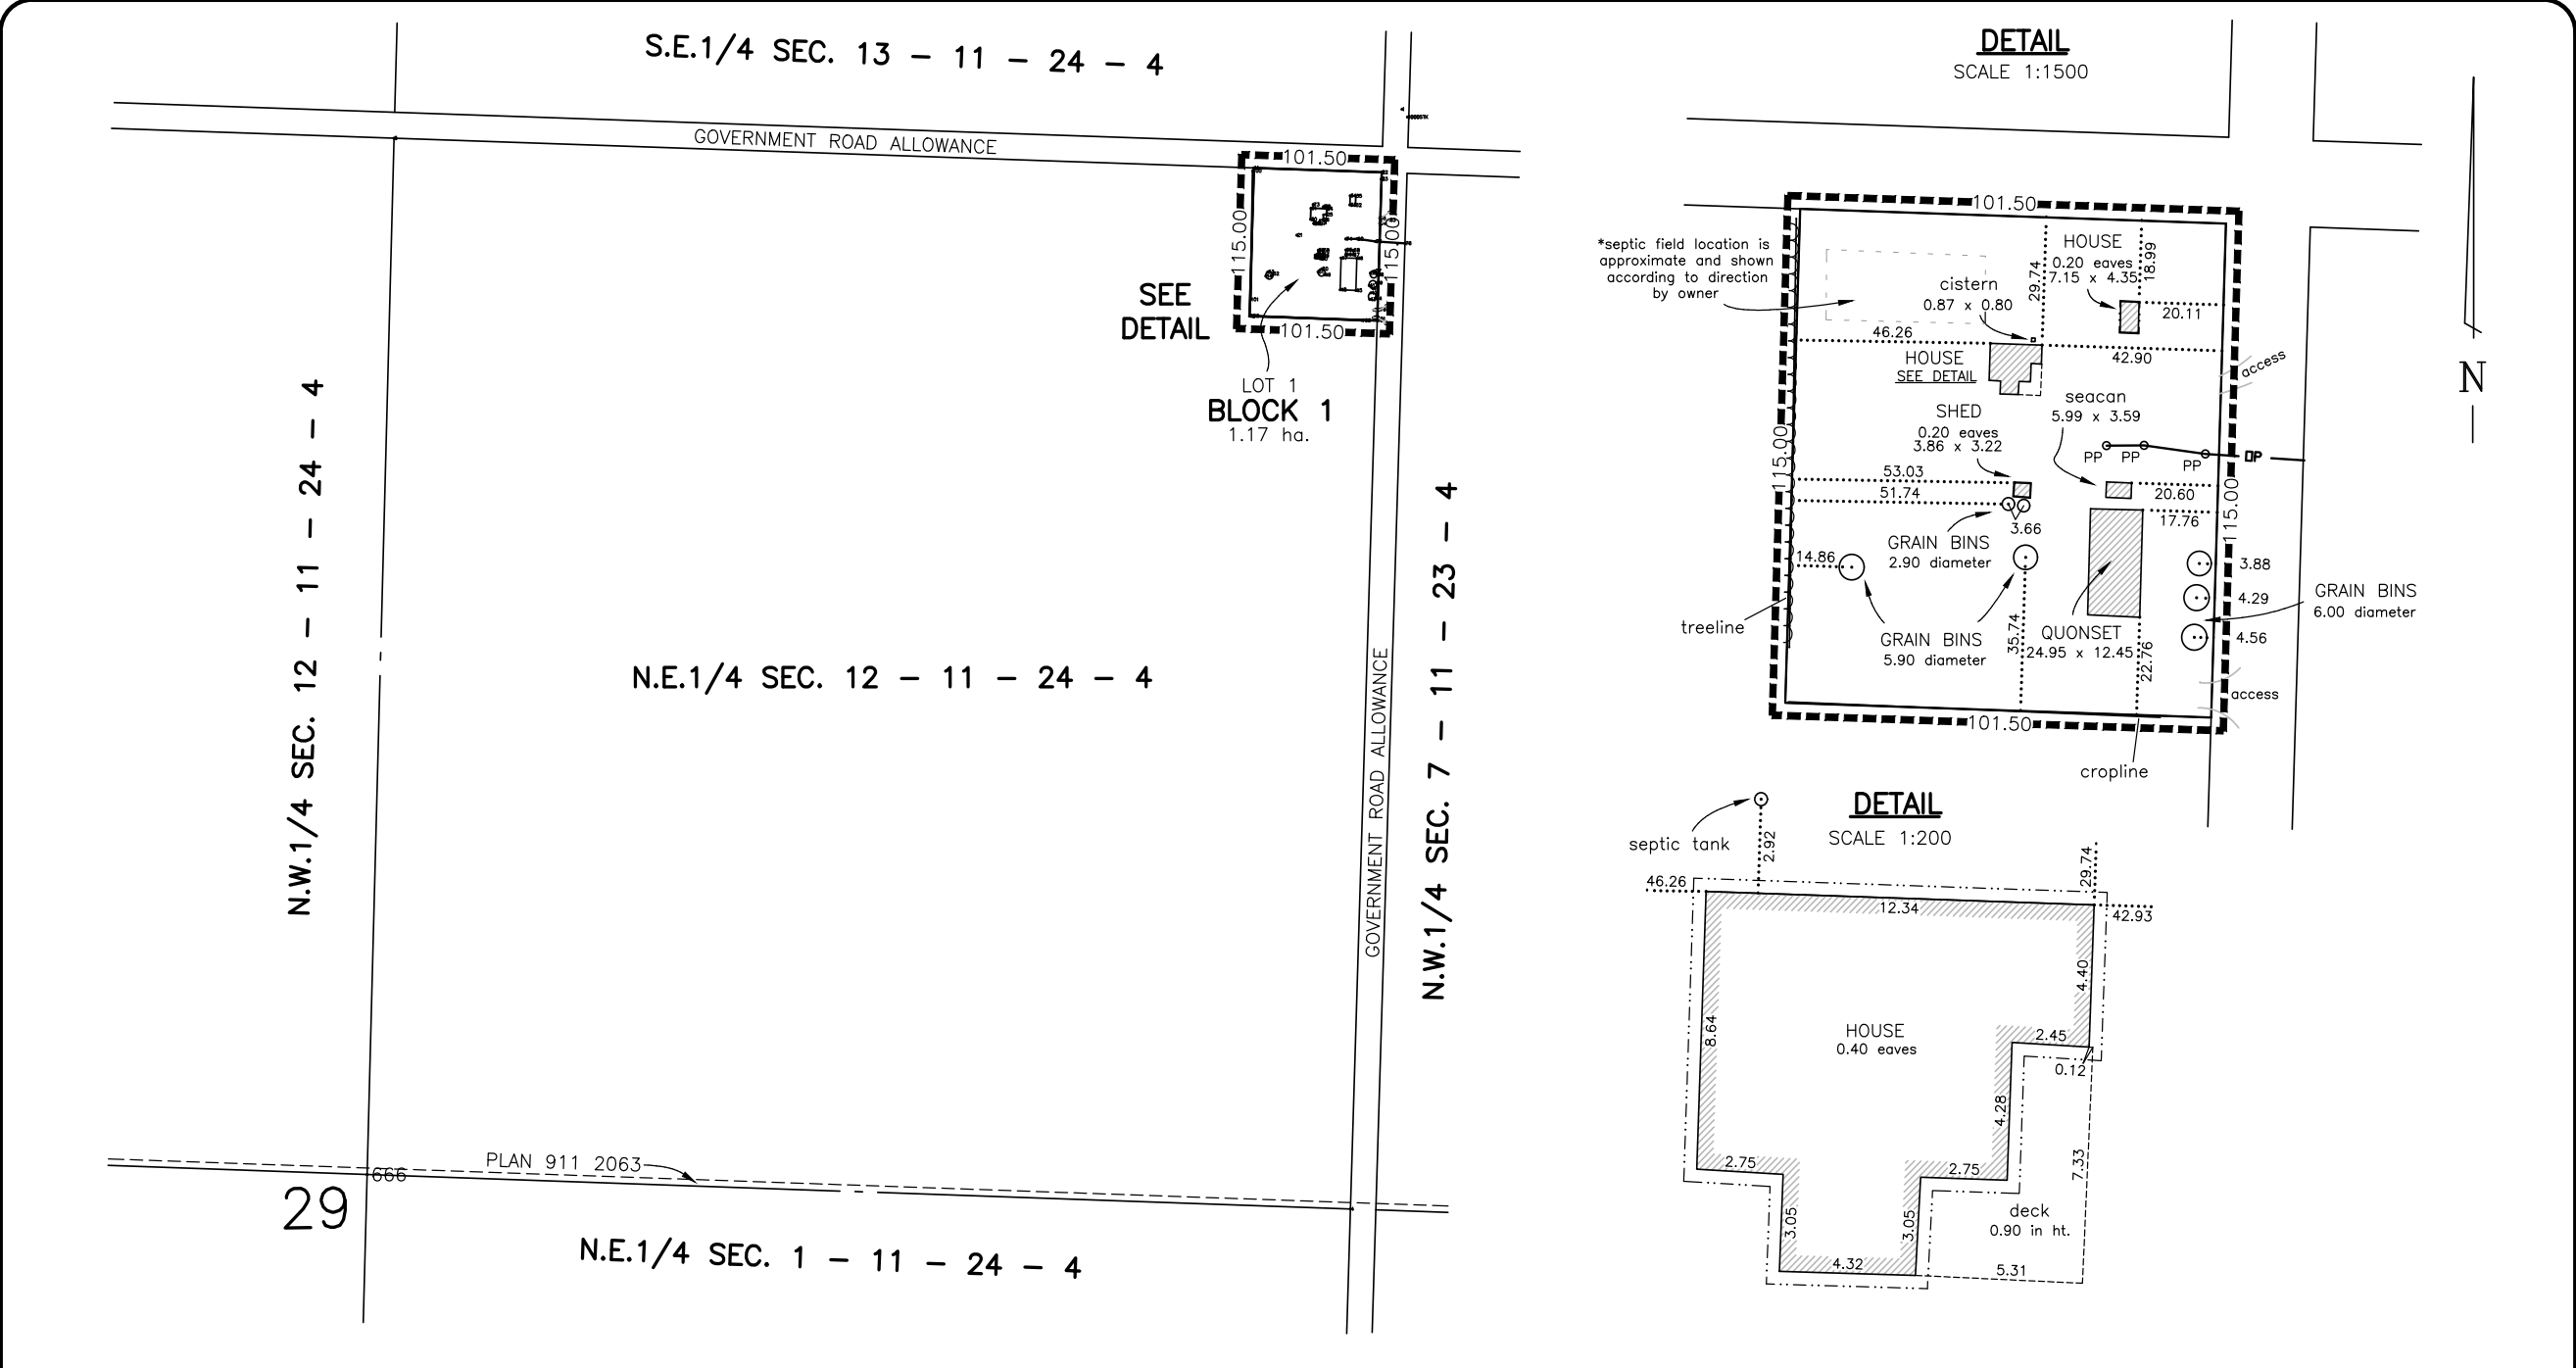 S.E.1/4 SEC. 13 - 11 - 24 - 4
GOVERNMENT ROAD ALLOWANCE
101.50
115.00
115.00
101.50
SEE
DETAIL
LOT 1
BLOCK 1
1.17 ha.
N.W.1/4 SEC. 12 - 11 - 24 - 4
N.E.1/4 SEC. 12 - 11 - 24 - 4
GOVERNMENT ROAD ALLOWANCE
N.W.1/4 SEC. 7 - 11 - 23 - 4
PLAN 911 2063
666
29
N.E.1/4 SEC. 1 - 11 - 24 - 4
DETAIL
SCALE 1:1500
101.50
*septic field location is
approximate and shown
according to direction
by owner
cistern
0.87 x 0.80
29.74
HOUSE
0.20 eaves
7.15 x 4.35
18.99
20.11
46.26
42.90
HOUSE
SEE DETAIL
access
seacan
5.99 x 3.59
SHED
0.20 eaves
3.86 x 3.22
115.00
PP
PP
PP
OP
53.03
51.74
20.60
17.76
115.00
3.66
GRAIN BINS
2.90 diameter
14.86
3.88
4.29
4.56
GRAIN BINS
6.00 diameter
treeline
GRAIN BINS
5.90 diameter
35.74
QUONSET
24.95 x 12.45
22.76
access
101.50
cropline
N
DETAIL
SCALE 1:200
septic tank
2.92
46.26
29.74
12.34
42.93
4.40
8.64
HOUSE
0.40 eaves
2.45
0.12
4.28
2.75
2.75
7.33
3.05
3.05
deck
0.90 in ht.
4.32
5.31